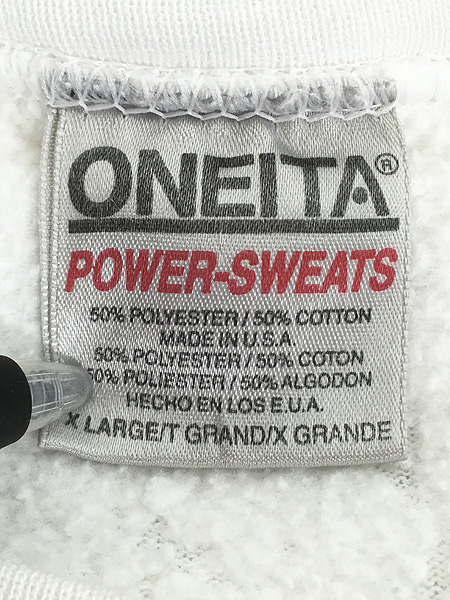 ONEITA®
POWER-SWEATS
50% POLYESTER / 50% COTTON
MADE IN U.S.A
50% POLYESTER / 50% COTON
50% POLIESTER / 50% ALGODON
HECHO EN LOS E.U.A.
X LARGE/T GRAND/X GRANDE